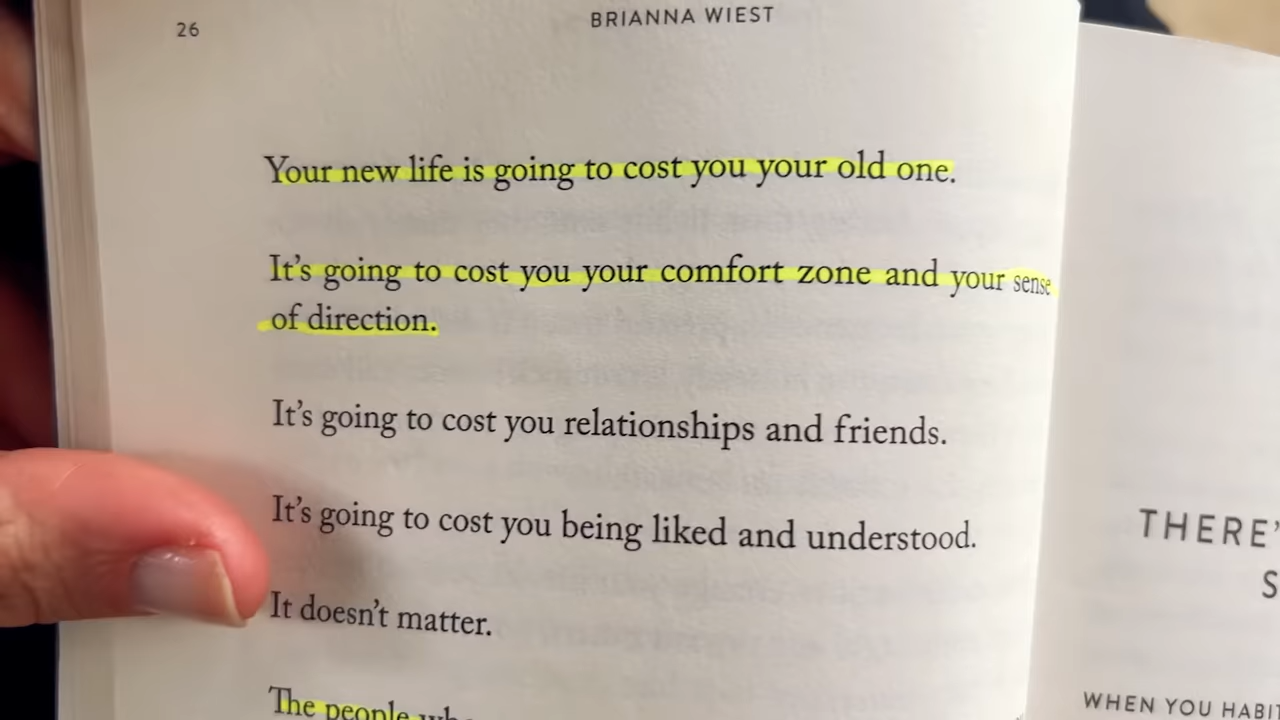 26
BRIANNA WIEST
Your new life is going to cost you your old one.
It's going to cost you your comfort zone and your sense
of direction.
It's going to cost you relationships and friends.
It's going to cost you being liked and understood.
It doesn't matter.
The people
THERE'
S
WHEN YOU HABIT